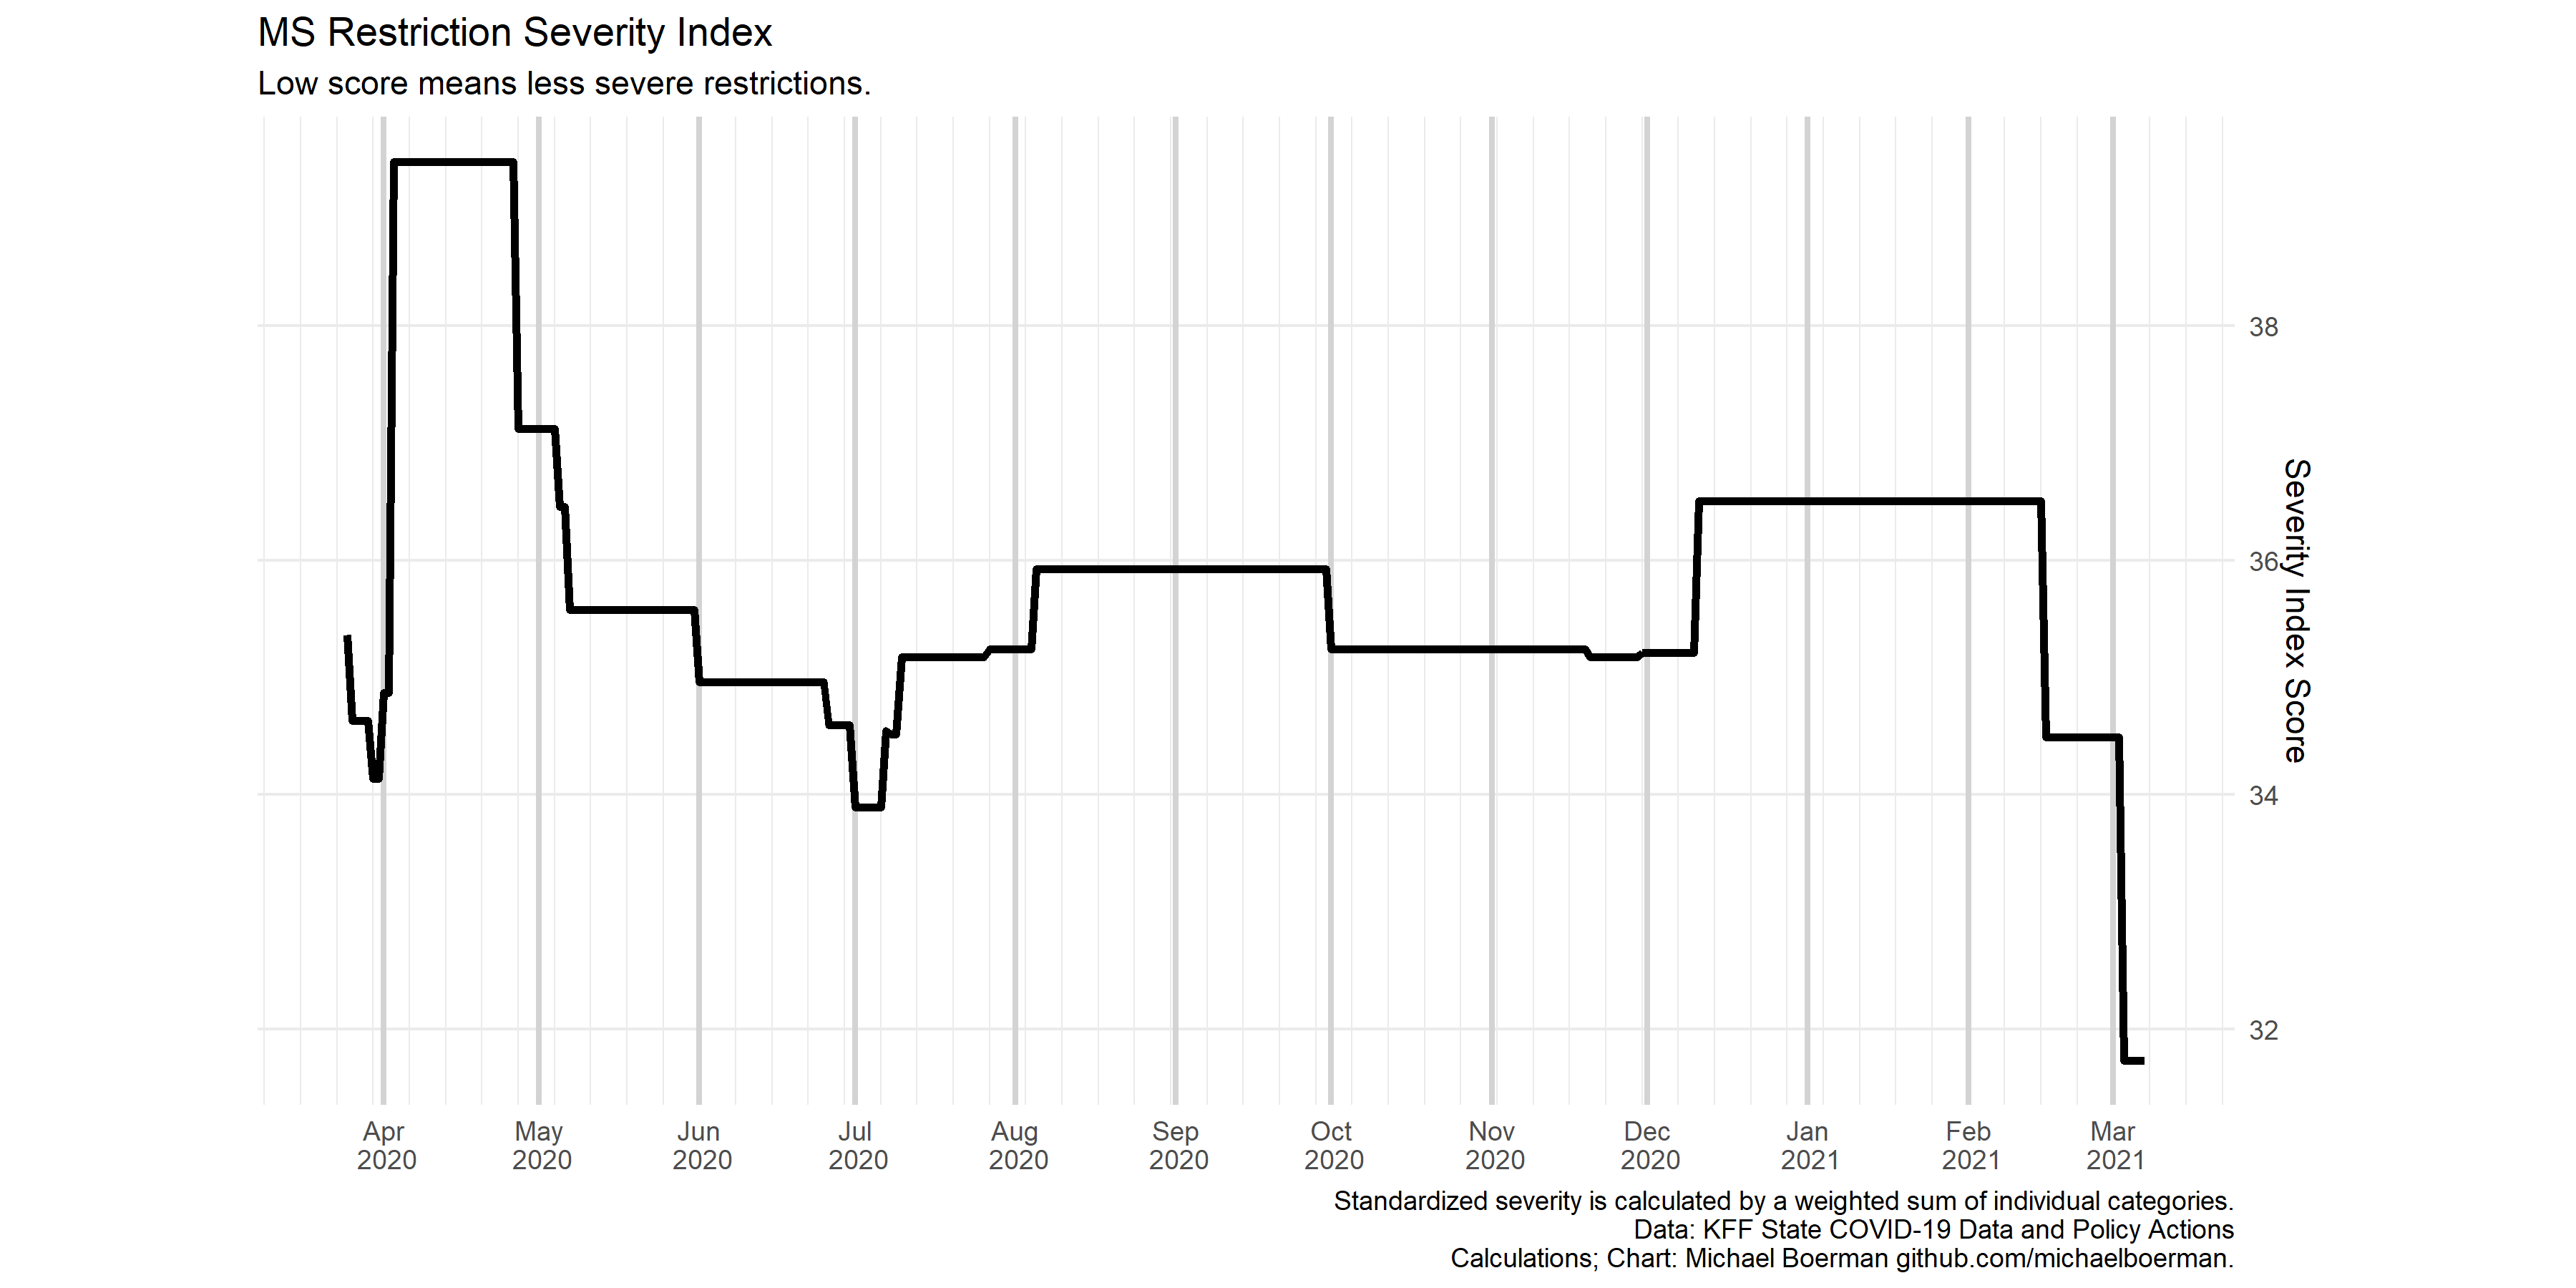 MS Restriction Severity Index
Low score means less severe restrictions.
38
36
34
32
Severity Index Score
Apr May Jun Jul Aug Sep Oct Nov Dec Jan Feb Mar
2020 2020 2020 2020 2020 2020 2020 2020 2020 2021 2021 2021
Standardized severity is calculated by a weighted sum of individual categories.
Data: KFF State COVID-19 Data and Policy Actions
Calculations; Chart: Michael Boerman github.com/michaelboerman.